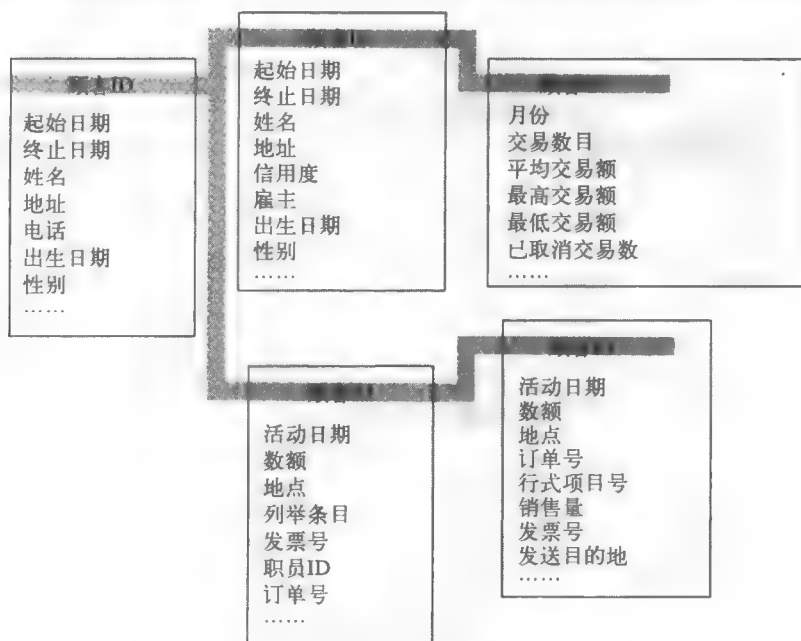 顾客ID
起始日期
终止日期
姓名
地址
电话
出生日期
性别
……
起始日期
终止日期
姓名
地址
信用度
雇主
出生日期
性别
……
月份
交易数目
平均交易额
最高交易额
最低交易额
已取消交易数
……
活动日期
数额
地点
列举条目
发票号
职员ID
订单号
……
活动日期
数额
地点
订单号
行式项目号
销售量
发票号
发送目的地
……